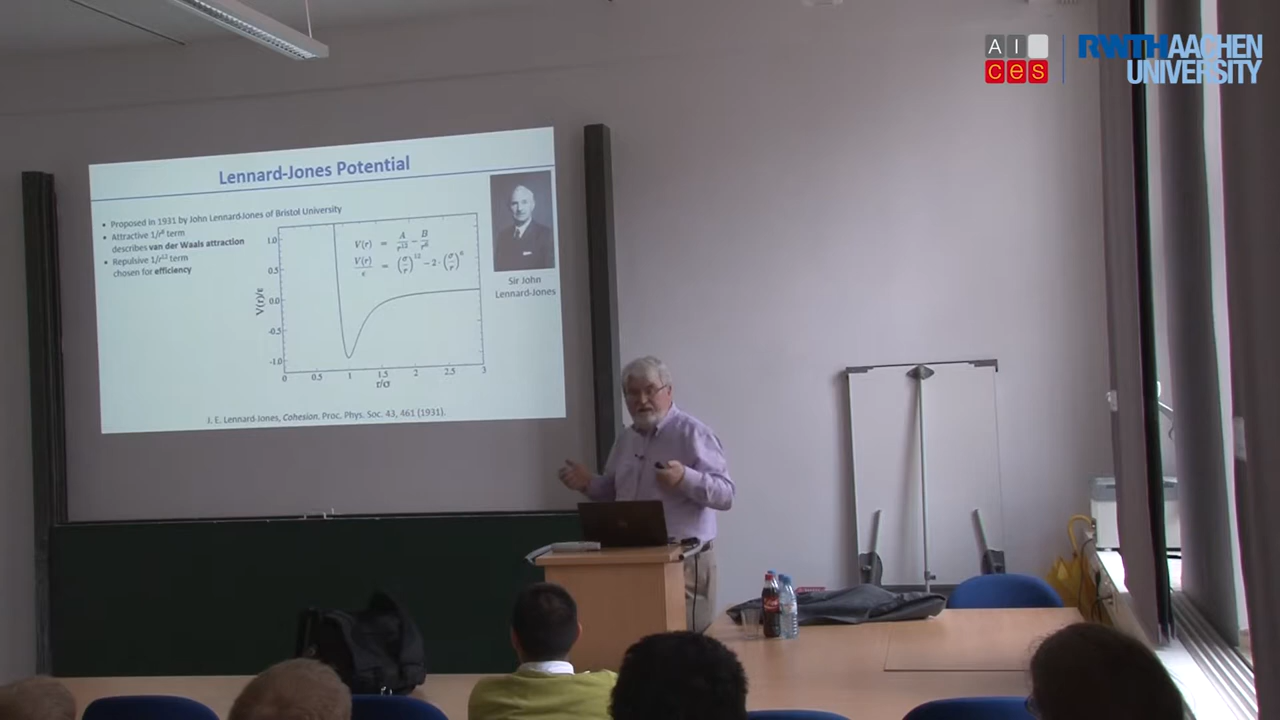 AI
ces
RWTHAACHEN
UNIVERSITY
Lennard-Jones Potential
• Proposed in 1931 by John Lennard-Jones of Bristol University
• Attractive 1/r⁶ term
describes van der Waals attraction
• Repulsive 1/r¹² term
chosen for efficiency
V(r) = A/r¹² − B/r⁶
V(r)/ε = (σ/r)¹² − 2 · (σ/r)⁶
1.0
0.5
0.0
-0.5
-1.0
V(r)/ε
0 0.5 1 1.5 2 2.5 3
r/σ
Sir John
Lennard-Jones
J. E. Lennard-Jones, Cohesion, Proc. Phys. Soc. 43, 461 (1931).